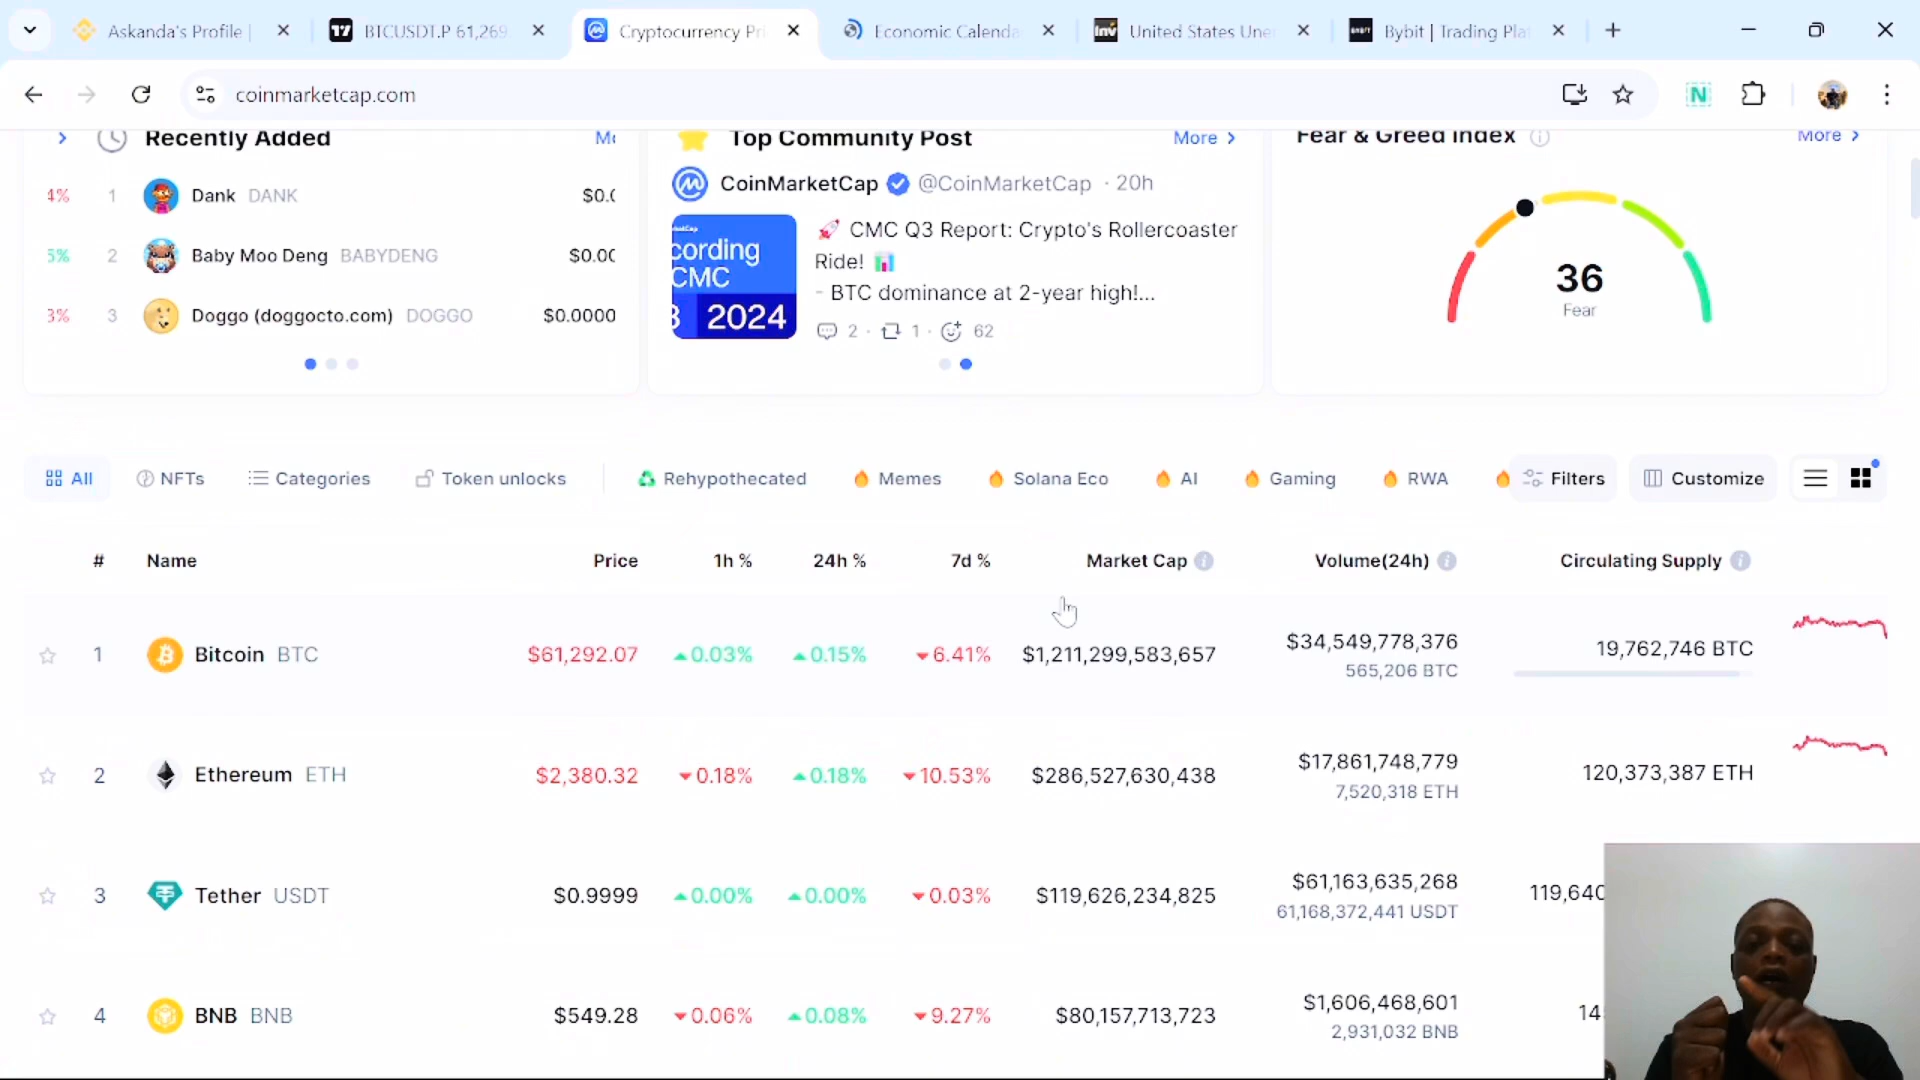 Askanda's Profile |
BTCUSDT.P 61,269
Cryptocurrency Pri
Economic Calenda
United States Une
Bybit | Trading Pla
coinmarketcap.com
Recently Added
Top Community Post
More
Fear & Greed Index
More
4% 1 Dank DANK
5% 2 Baby Moo Deng BABYDENG $0.00
3% 3 Doggo (doggocto.com) DOGGO $0.0000
CoinMarketCap @CoinMarketCap · 20h
cording
CMC
2024
🚀 CMC Q3 Report: Crypto's Rollercoaster
Ride! 📊
- BTC dominance at 2-year high!...
2 · 1 · 62
36
Fear
All NFTs Categories Token unlocks Rehypothecated Memes Solana Eco AI Gaming RWA Filters Customize
# Name Price 1h % 24h % 7d % Market Cap Volume(24h) Circulating Supply
1 Bitcoin BTC $61,292.07 0.03% 0.15% 6.41% $1,211,299,583,657 $34,549,778,376 19,762,746 BTC
565,206 BTC
2 Ethereum ETH $2,380.32 0.18% 0.18% 10.53% $286,527,630,438 $17,861,748,779 120,373,387 ETH
7,520,318 ETH
3 Tether USDT $0.9999 0.00% 0.00% 0.03% $119,626,234,825 $61,163,635,268 119,640
61,168,372,441 USDT
4 BNB BNB $549.28 0.06% 0.08% 9.27% $80,157,713,723 $1,606,468,601 14
2,931,032 BNB